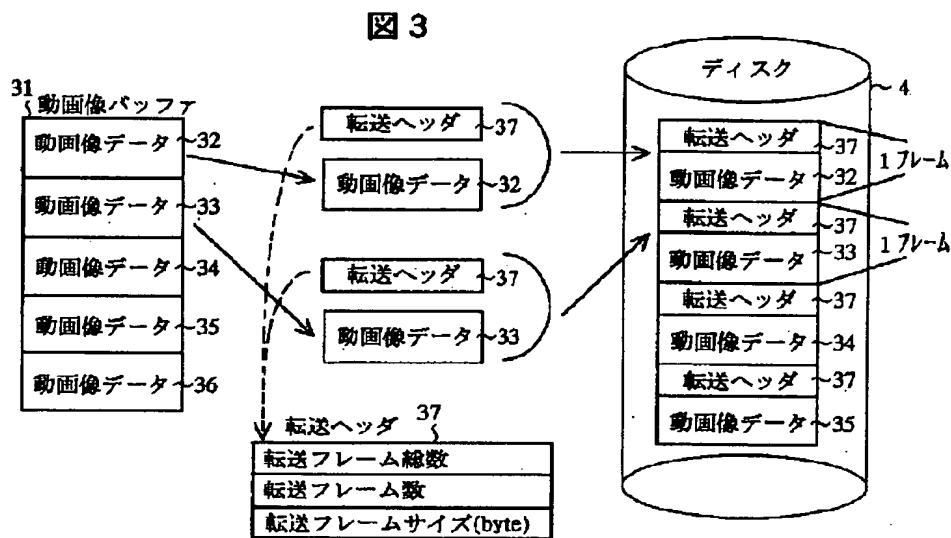 図3
31
動画像バッファ
動画像データ
32
動画像データ
33
動画像データ
34
動画像データ
35
動画像データ
36
転送ヘッダ
37
動画像データ
32
転送ヘッダ
37
動画像データ
33
転送ヘッダ
37
転送フレーム総数
転送フレーム数
転送フレームサイズ(byte)
ディスク
4
転送ヘッダ
37
動画像データ
32
1フレーム
転送ヘッダ
37
動画像データ
33
1フレーム
転送ヘッダ
37
動画像データ
34
転送ヘッダ
37
動画像データ
35